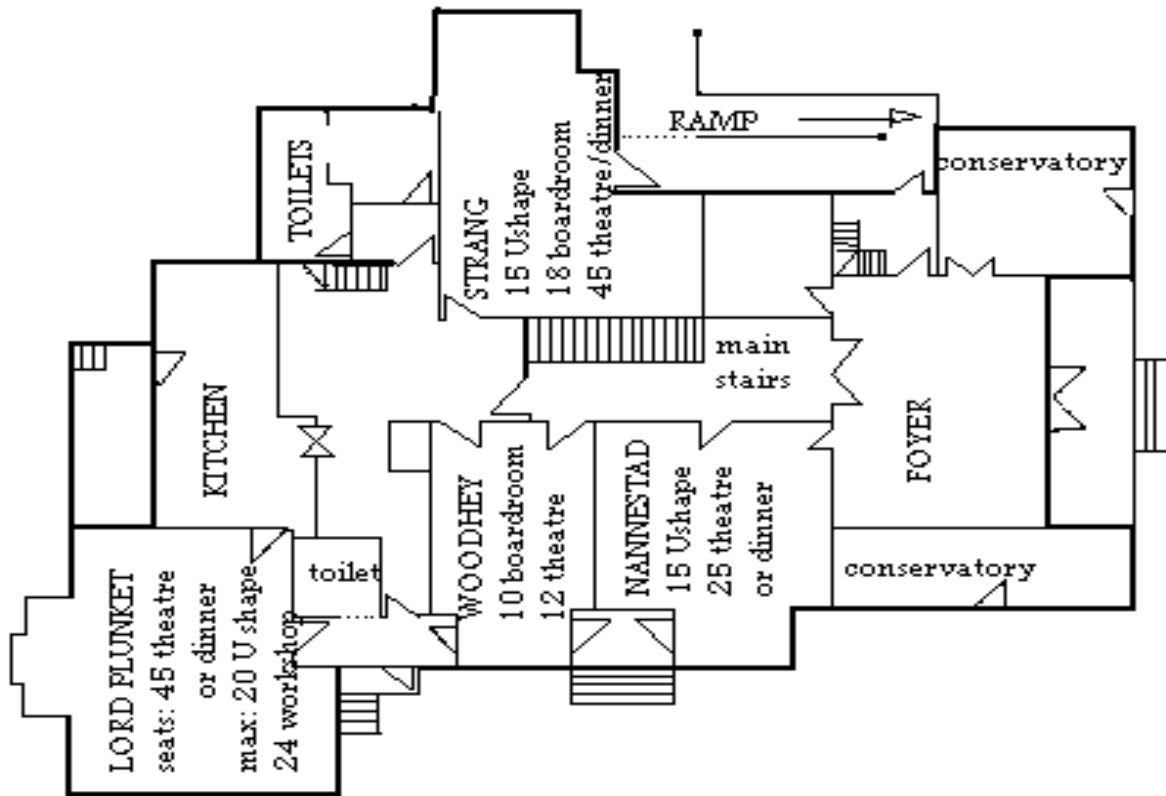 RAMP
conservatory
TOILETS
STRANG
15 Ushape
18 boardroom
45 theatre/dinner
main
stairs
KITCHEN
FOYER
WOODHEY
10 boardroom
12 theatre
NANNESTAD
15 Ushape
25 theatre
or dinner
toilet
conservatory
LORD PLUNKET
seats: 45 theatre
or dinner
max: 20 U shape
24 workshop